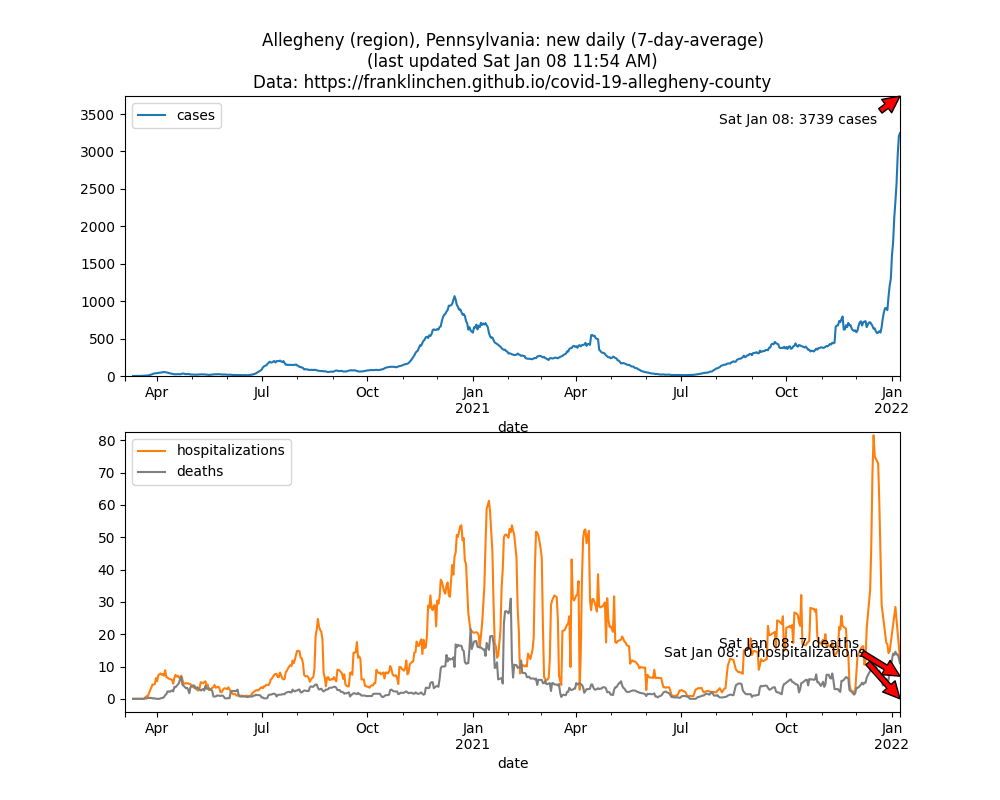 Allegheny (region), Pennsylvania: new daily (7-day-average)
(last updated Sat Jan 08 11:54 AM)
Data: https://franklinchen.github.io/covid-19-allegheny-county
cases
Sat Jan 08: 3739 cases
3500
3000
2500
2000
1500
1000
500
0
Apr
Jul
Oct
Jan
2021
Apr
Jul
Oct
Jan
2022
date
hospitalizations
deaths
80
70
60
50
40
30
20
10
0
Sat Jan 08: 7 deaths
Sat Jan 08: 0 hospitalizations
Apr
Jul
Oct
Jan
2021
Apr
Jul
Oct
Jan
2022
date